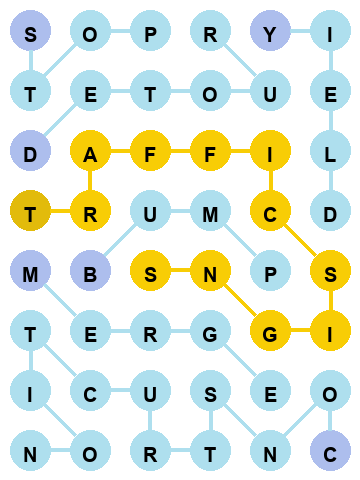 S O P R Y I
T E T O U E
D A F F I L
T R U M C D
M B S N P S
T E R G G I
I C U S E O
N O R T N C